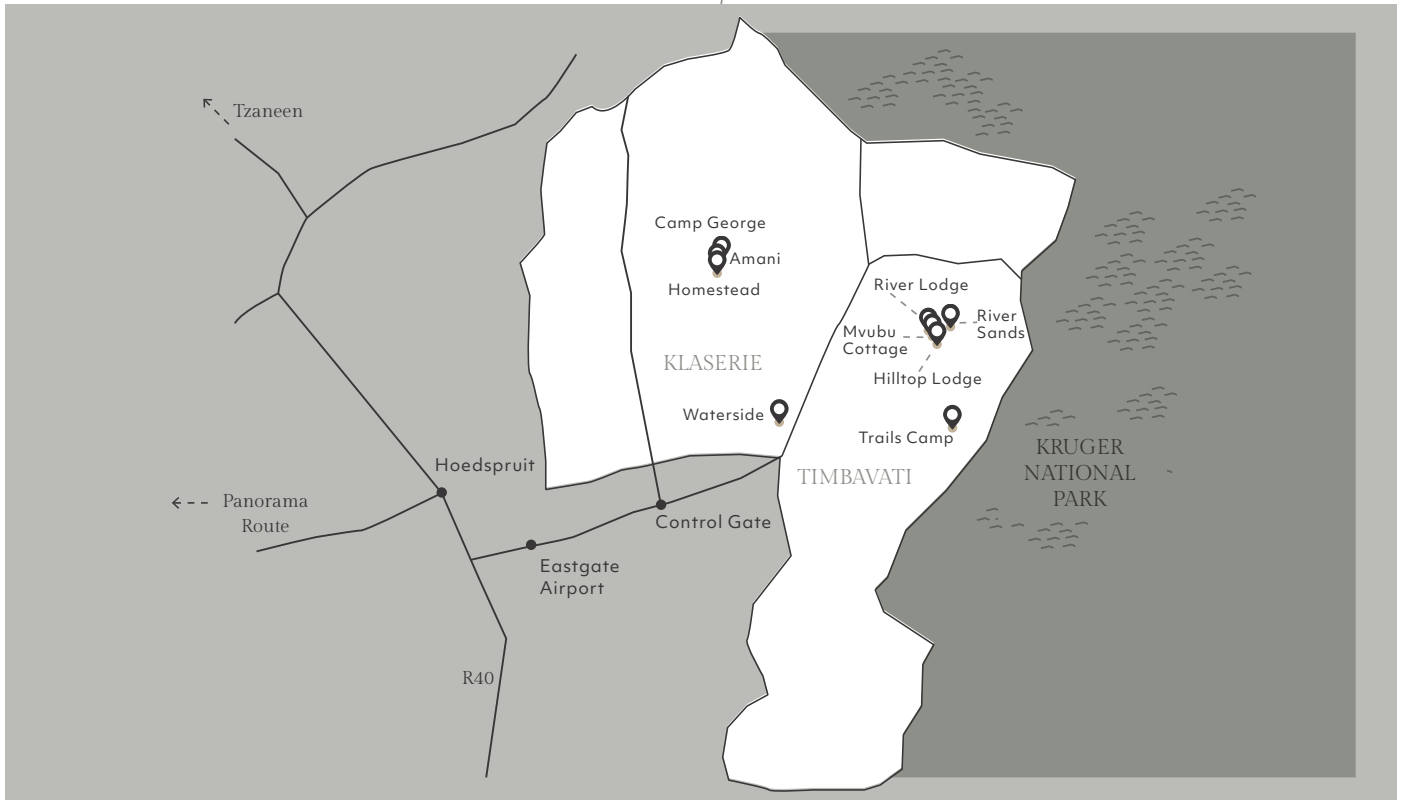 Tzaneen
Camp George
Amani
Homestead
River Lodge
River
Sands
Mvubu
Cottage
Hilltop Lodge
KLASERIE
Waterside
Trails Camp
KRUGER
NATIONAL
PARK
TIMBAVATI
Hoedspruit
Panorama
Route
Control Gate
Eastgate
Airport
R40